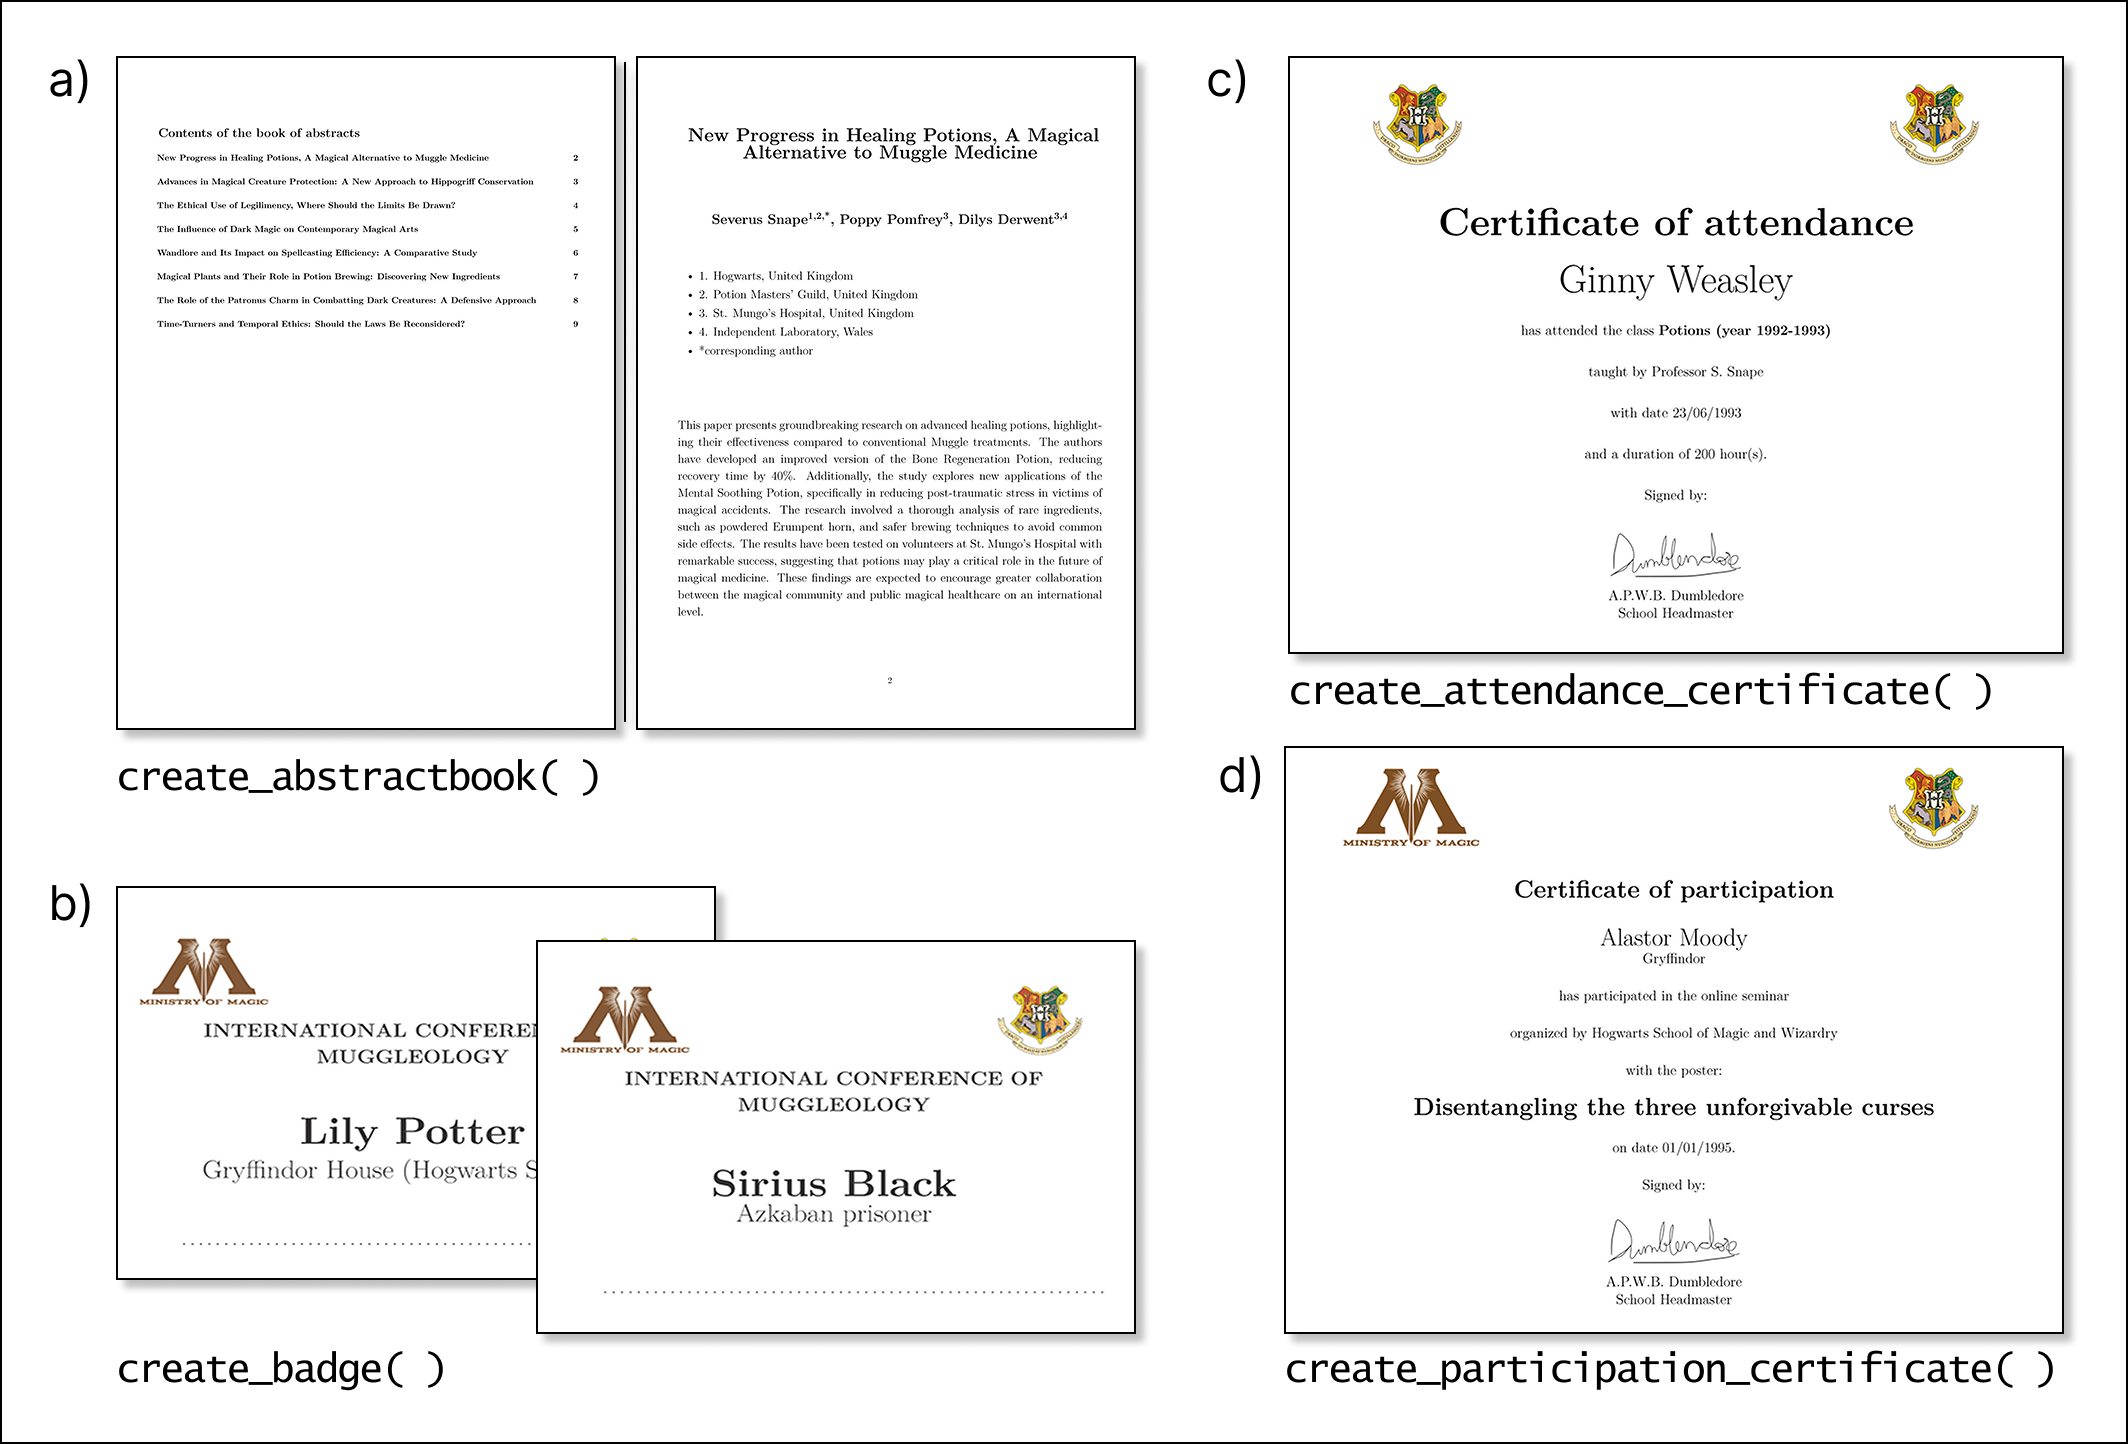 a)
Contents of the book of abstracts
New Progress in Healing Potions, A Magical Alternative to Muggle Medicine 2
Advances in Magical Creature Protection: A New Approach to Hippogriff Conservation 3
The Ethical Use of Legilimency, Where Should the Limits Be Drawn? 4
The Influence of Dark Magic on Contemporary Magical Arts 5
Wandlore and Its Impact on Spellcasting Efficiency: A Comparative Study 6
Magical Plants and Their Role in Potion Brewing: Discovering New Ingredients 7
The Role of the Patronus Charm in Combatting Dark Creatures: A Defensive Approach 8
Time-Turners and Temporal Ethics: Should the Laws Be Reconsidered? 9
New Progress in Healing Potions, A Magical
Alternative to Muggle Medicine
Severus Snape1,2,*, Poppy Pomfrey3, Dilys Derwent3,4
• 1. Hogwarts, United Kingdom
• 2. Potion Masters' Guild, United Kingdom
• 3. St. Mungo's Hospital, United Kingdom
• 4. Independent Laboratory, Wales
• *corresponding author
This paper presents groundbreaking research on advanced healing potions, highlight-
ing their effectiveness compared to conventional Muggle treatments. The authors
have developed an improved version of the Bone Regeneration Potion, reducing
recovery time by 40%. Additionally, the study explores new applications of the
Mental Soothing Potion, specifically in reducing post-traumatic stress in victims of
magical accidents. The research involved a thorough analysis of rare ingredients,
such as powdered Erumpent horn, and safer brewing techniques to avoid common
side effects. The results have been tested on volunteers at St. Mungo's Hospital with
remarkable success, suggesting that potions may play a critical role in the future of
magical medicine. These findings are expected to encourage greater collaboration
between the magical community and public magical healthcare on an international
level.
2
create_abstractbook( )
b)
MINISTRY OF MAGIC
INTERNATIONAL CONFEREN
MUGGLEOLOGY
Lily Potter
Gryffindor House (Hogwarts S
MINISTRY OF MAGIC
INTERNATIONAL CONFERENCE OF
MUGGLEOLOGY
Sirius Black
Azkaban prisoner
create_badge( )
c)
Certificate of attendance
Ginny Weasley
has attended the class Potions (year 1992-1993)
taught by Professor S. Snape
with date 23/06/1993
and a duration of 200 hour(s).
Signed by:
Dumblendore
A.P.W.B. Dumbledore
School Headmaster
create_attendance_certificate( )
d)
MINISTRY OF MAGIC
Certificate of participation
Alastor Moody
Gryffindor
has participated in the online seminar
organized by Hogwarts School of Magic and Wizardry
with the poster:
Disentangling the three unforgivable curses
on date 01/01/1995.
Signed by:
Dumblendore
A.P.W.B. Dumbledore
School Headmaster
create_participation_certificate( )